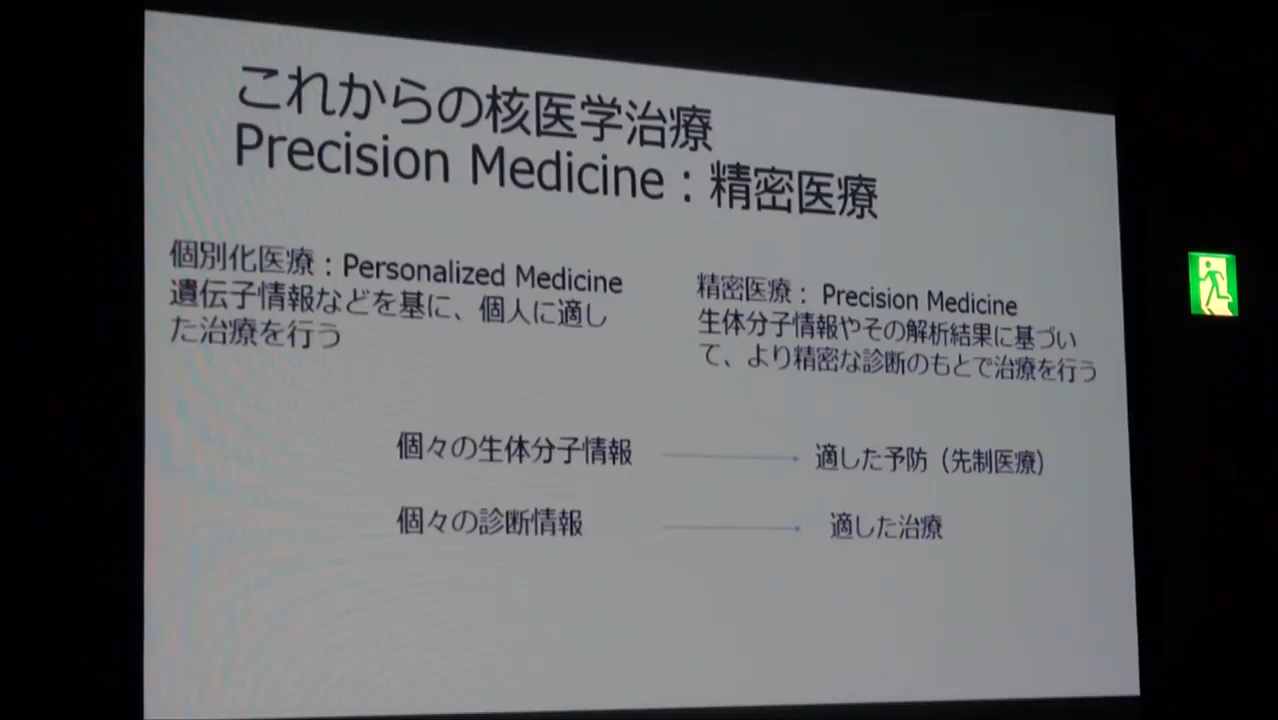 これからの核医学治療
Precision Medicine：精密医療
個別化医療：Personalized Medicine
遺伝子情報などを基に、個人に適し
た治療を行う
精密医療： Precision Medicine
生体分子情報やその解析結果に基づい
て、より精密な診断のもとで治療を行う
個々の生体分子情報
適した予防（先制医療）
個々の診断情報
適した治療